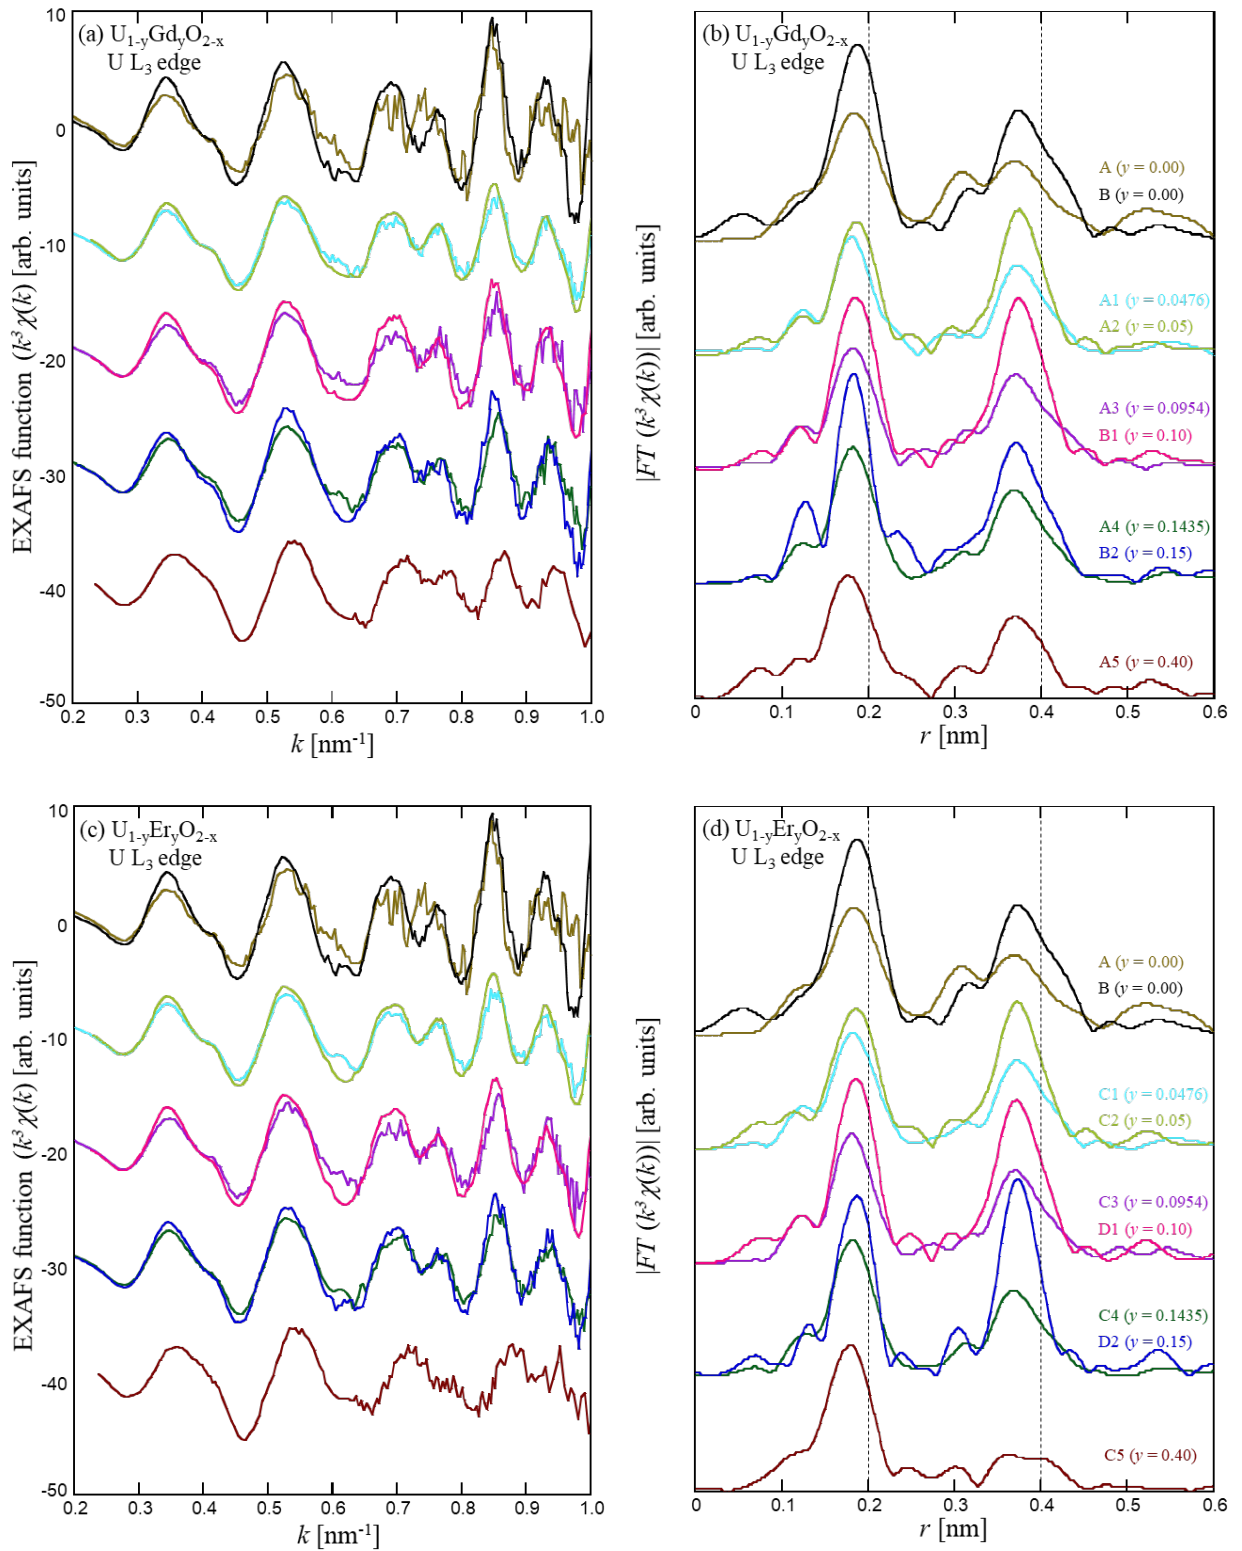 (a) U₁₋yGdyO₂₋ₓ
U L₃ edge
EXAFS function (k³ χ(k) [arb. units)
10
0
-10
-20
-30
-40
-50
0.2 0.3 0.4 0.5 0.6 0.7 0.8 0.9 1.0
k [nm⁻¹]
(b) U₁₋yGdyO₂₋ₓ
U L₃ edge
|FT (k³ χ(k))| [arb. units]
A (y = 0.00)
B (y = 0.00)
A1 (y = 0.0476)
A2 (y = 0.05)
A3 (y = 0.0954)
B1 (y = 0.10)
A4 (y = 0.1435)
B2 (y = 0.15)
A5 (y = 0.40)
0 0.1 0.2 0.3 0.4 0.5 0.6
r [nm]
(c) U₁₋yEryO₂₋ₓ
U L₃ edge
EXAFS function (k³ χ(k) [arb. units)
10
0
-10
-20
-30
-40
-50
0.2 0.3 0.4 0.5 0.6 0.7 0.8 0.9 1.0
k [nm⁻¹]
(d) U₁₋yEryO₂₋ₓ
U L₃ edge
|FT (k³ χ(k))| [arb. units]
A (y = 0.00)
B (y = 0.00)
C1 (y = 0.0476)
C2 (y = 0.05)
C3 (y = 0.0954)
D1 (y = 0.10)
C4 (y = 0.1435)
D2 (y = 0.15)
C5 (y = 0.40)
0 0.1 0.2 0.3 0.4 0.5 0.6
r [nm]